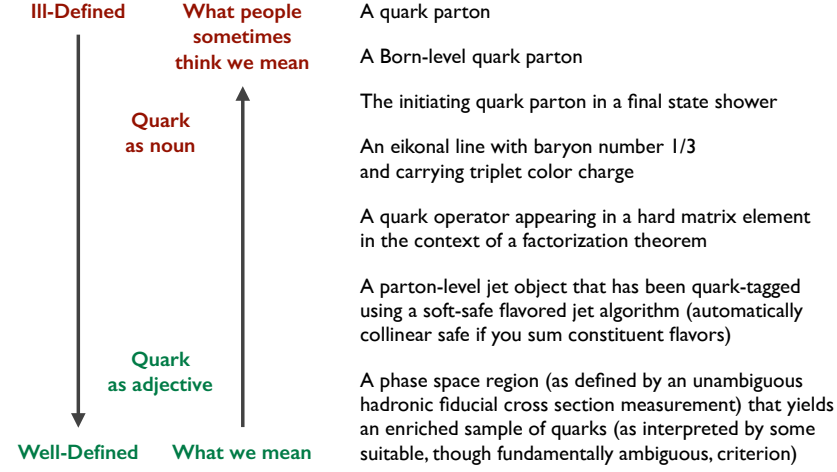 Ill-Defined
What people
sometimes
think we mean
Quark
as noun
Quark
as adjective
Well-Defined
What we mean
A quark parton
A Born-level quark parton
The initiating quark parton in a final state shower
An eikonal line with baryon number 1/3
and carrying triplet color charge
A quark operator appearing in a hard matrix element
in the context of a factorization theorem
A parton-level jet object that has been quark-tagged
using a soft-safe flavored jet algorithm (automatically
collinear safe if you sum constituent flavors)
A phase space region (as defined by an unambiguous
hadronic fiducial cross section measurement) that yields
an enriched sample of quarks (as interpreted by some
suitable, though fundamentally ambiguous, criterion)